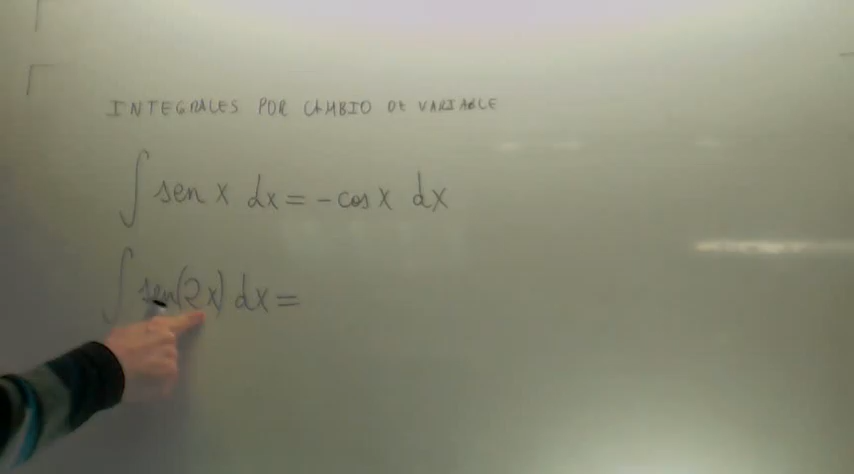 INTEGRALES POR CAMBIO DE VARIABLE
∫ sen x dx = - cos x dx
∫ sen(2x) dx =